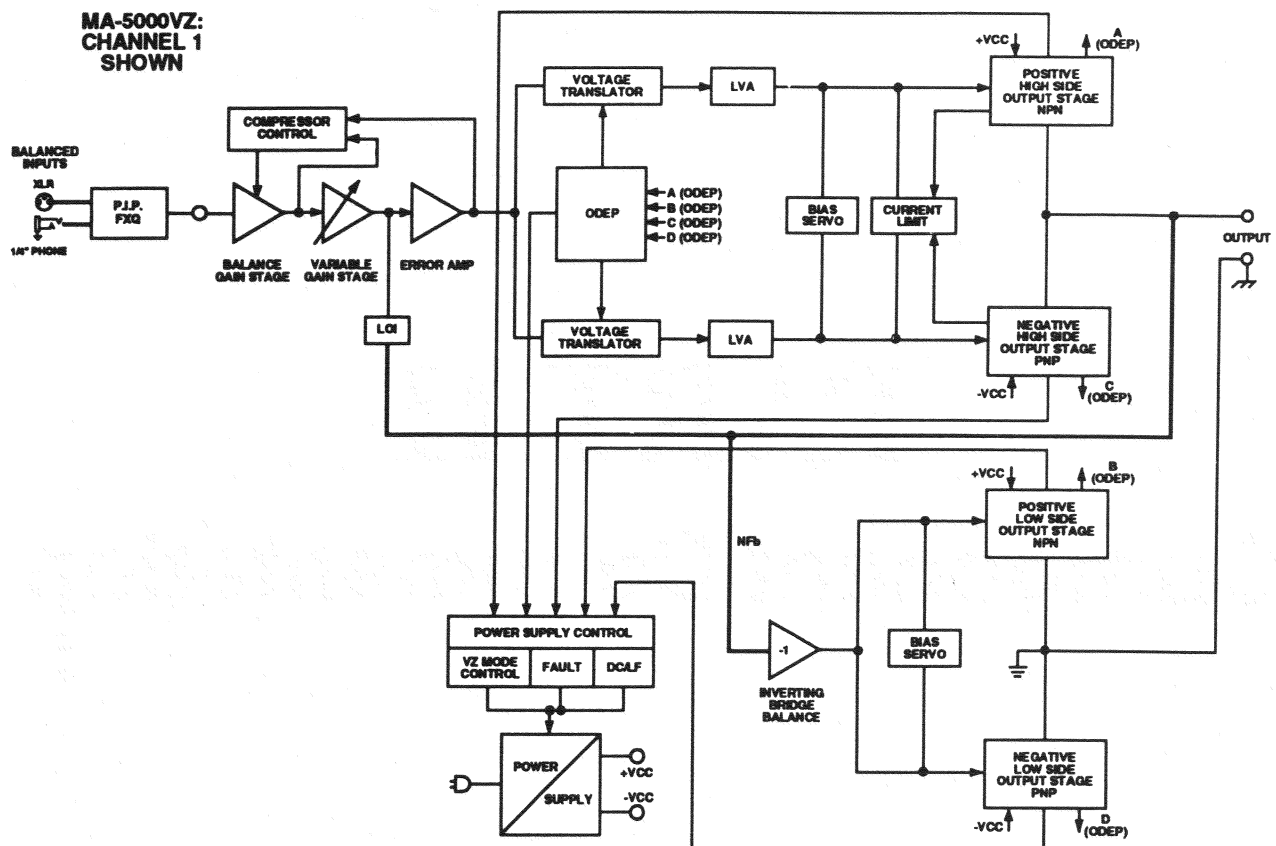 MA-5000VZ:
CHANNEL 1
SHOWN
COMPRESSOR
CONTROL
BALANCED
INPUTS
XLR
1/4" PHONE
P.I.P.
FXQ
BALANCE
GAIN STAGE
VARIABLE
GAIN STAGE
ERROR AMP
LOI
VOLTAGE
TRANSLATOR
LVA
ODEP
A (ODEP)
B (ODEP)
C (ODEP)
D (ODEP)
VOLTAGE
TRANSLATOR
LVA
BIAS
SERVO
CURRENT
LIMIT
+VCC
A
(ODEP)
POSITIVE
HIGH SIDE
OUTPUT STAGE
NPN
OUTPUT
NEGATIVE
HIGH SIDE
OUTPUT STAGE
PNP
-VCC
C
(ODEP)
+VCC
B
(ODEP)
POSITIVE
LOW SIDE
OUTPUT STAGE
NPN
NFb
-1
INVERTING
BRIDGE
BALANCE
BIAS
SERVO
NEGATIVE
LOW SIDE
OUTPUT STAGE
PNP
-VCC
D
(ODEP)
POWER SUPPLY CONTROL
VZ MODE
CONTROL
FAULT
DC/LF
POWER
SUPPLY
+VCC
-VCC